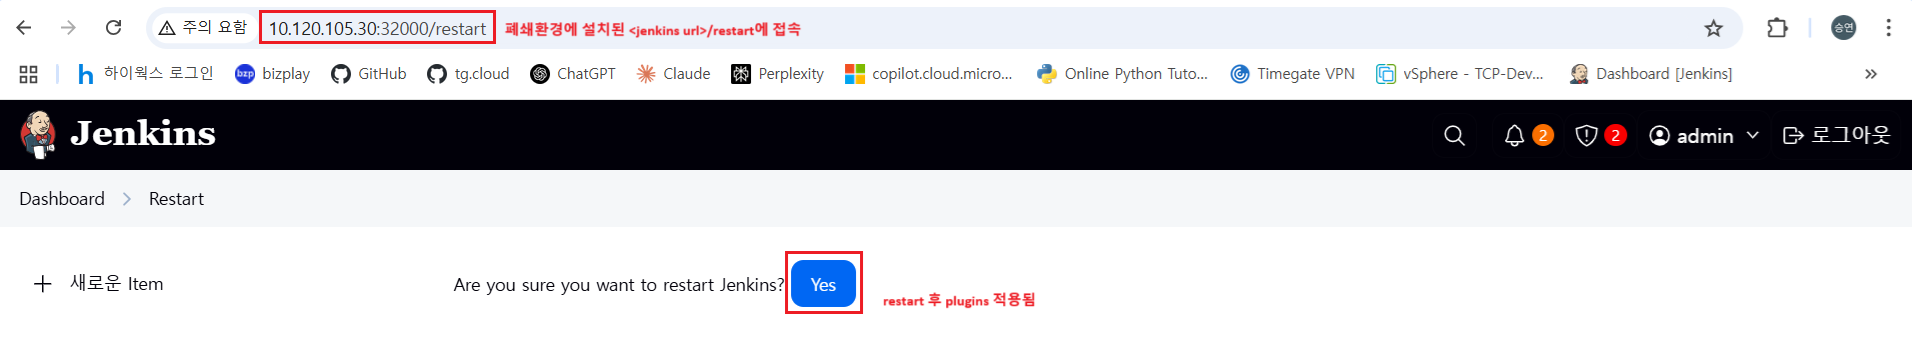 주의 요함 10.120.105.30:32000/restart 폐쇄환경에 설치된 <jenkins url>/restart에 접속 승연
하이웍스 로그인 bizplay GitHub tg.cloud ChatGPT Claude Perplexity copilot.cloud.micro... Online Python Tuto... Timegate VPN vSphere - TCP-Dev... Dashboard [Jenkins] »
Jenkins 2 2 admin 로그아웃
Dashboard > Restart
+ 새로운 Item Are you sure you want to restart Jenkins? Yes
restart 후 plugins 적용됨